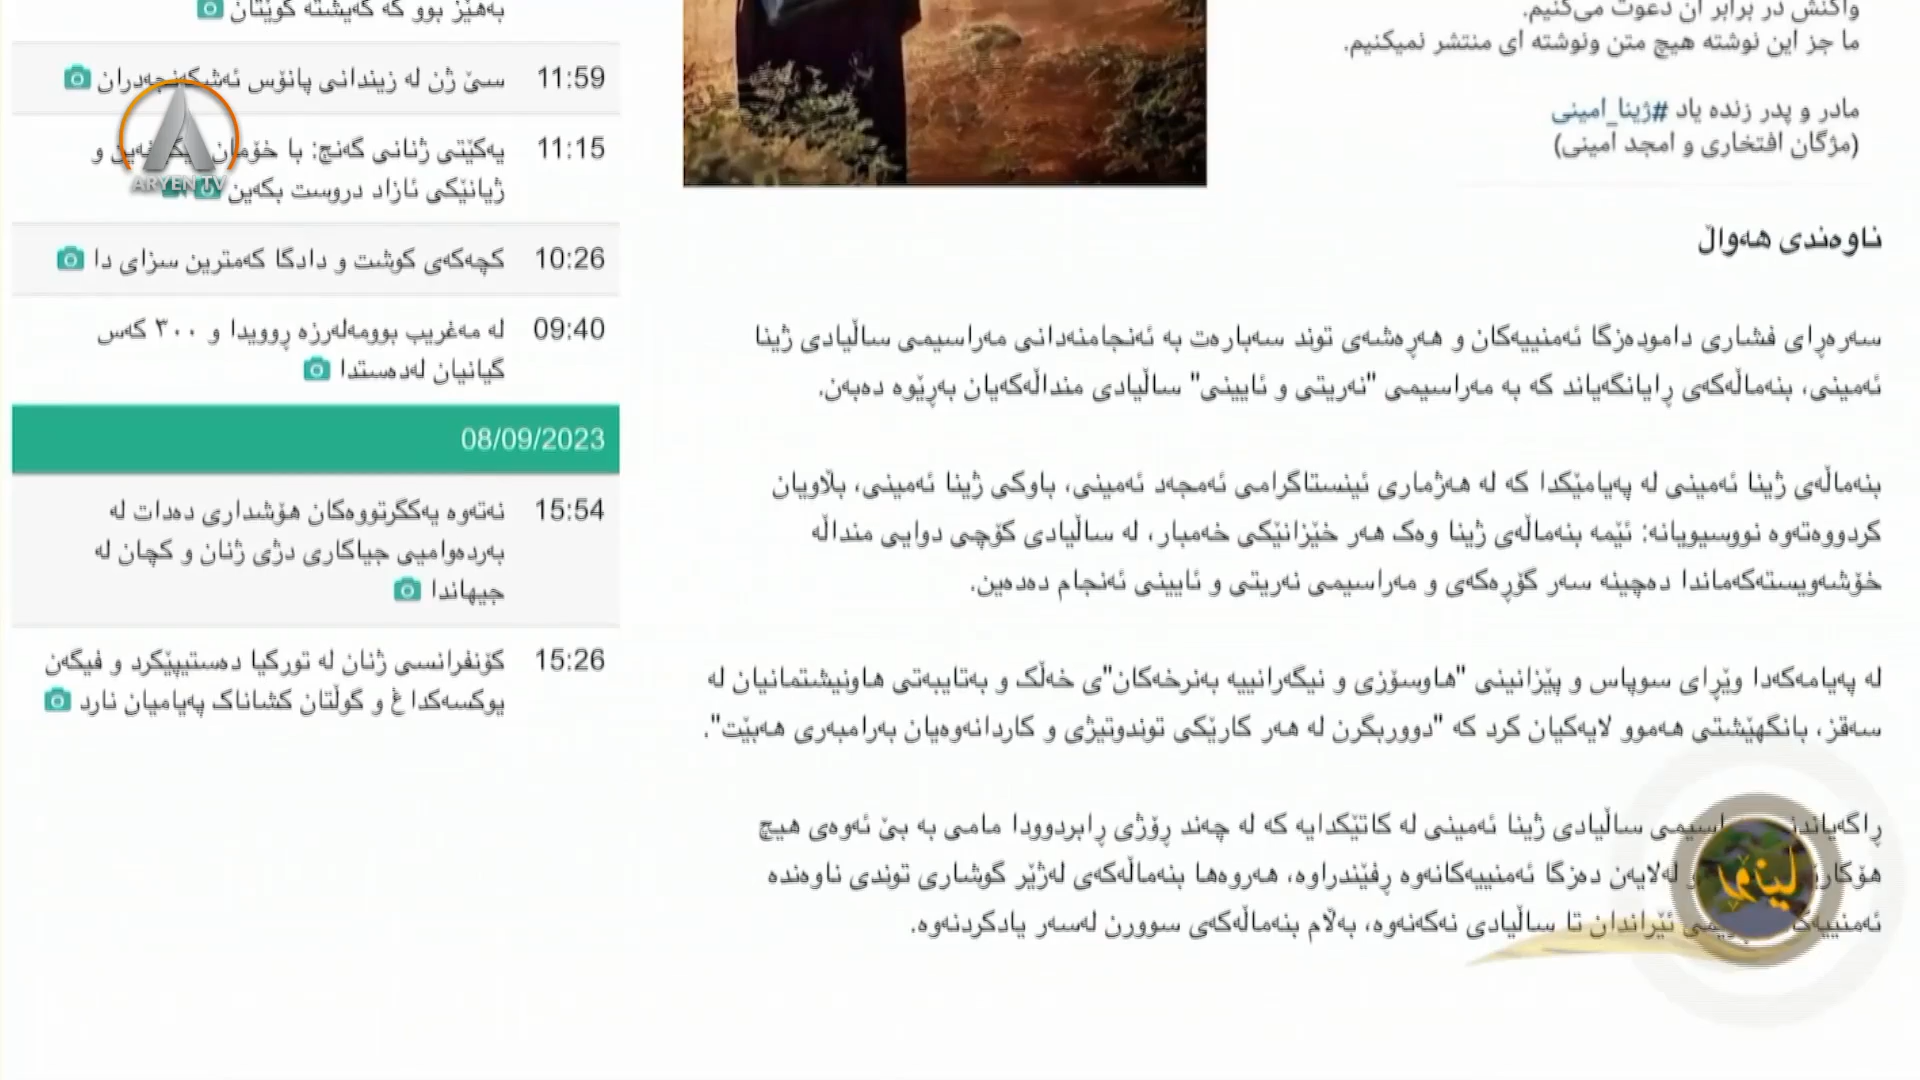 واکنش در برابر آن دعوت می‌کنیم.
ما جز این نوشته هیچ متن ونوشته ای منتشر نمیکنیم.
مادر و پدر زنده یاد #ژینا_امینی
(مژگان افتخاری و امجد امینی)
ناوەندی هەواڵ
سەرەڕای فشاری دامودەزگا ئەمنییەکان و هەڕەشەی توند سەبارەت بە ئەنجامنەدانی مەراسیمی ساڵیادی ژینا
ئەمینی، بنەماڵەکەی ڕایانگەیاند کە بە مەراسیمی "نەریتی و ئایینی" ساڵیادی منداڵەکەیان بەڕێوە دەبەن.
بنەماڵەی ژینا ئەمینی لە پەیامێکدا کە لە هەژماری ئینستاگرامی ئەمجەد ئەمینی، باوکی ژینا ئەمینی، بڵاویان
کردووەتەوە نووسیویانە: ئێمە بنەماڵەی ژینا وەک هەر خێزانێکی خەمبار، لە ساڵیادی کۆچی دوایی منداڵە
خۆشەویستەکەماندا دەچینە سەر گۆڕەکەی و مەراسیمی نەریتی و ئایینی ئەنجام دەدەین.
لە پەیامەکەدا وێڕای سوپاس و پێزانینی "هاوسۆزی و نیگەرانییە بەنرخەکان"ی خەڵک و بەتایبەتی هاونیشتمانیان لە
سەقز، بانگهێشتی هەموو لایەکیان کرد کە "دووربگرن لە هەر کارێکی توندوتیژی و کاردانەوەیان بەرامبەری هەبێت".
ساڵیادی ژینا ئەمینی لە کاتێکدایە کە لە چەند ڕۆژی ڕابردوودا مامی بە بێ ئەوەی هیچ
لەلایەن دەزگا ئەمنییەکانەوە ڕفێندراوە، هەروەها بنەماڵەکەی لەژێر گوشاری توندی ناوەندە
ئێراندان تا ساڵیادی نەکەنەوە، بەڵام بنەماڵەکەی سوورن لەسەر یادکردنەوە.
بەهێز بوو کە گەیشتە گوێتان
11:59 سێ ژن لە زیندانی پاتۆس ئەشکەنجەدران
11:15 یەکێتی ژنانی گەنج: با خۆمان و
ژیانێکی ئازاد دروست بکەین
10:26 کچەکەی کوشت و دادگا کەمترین سزای دا
09:40 لە مەغریب بوومەلەرزە ڕوویدا و ٣٠٠ کەس
گیانیان لەدەستدا
08/09/2023
15:54 نەتەوە یەکگرتووەکان هۆشداری دەدات لە
بەردەوامیی جیاکاری دژی ژنان و کچان لە
جیهاندا
15:26 کۆنفرانسی ژنان لە تورکیا دەستیپێکرد و فیگەن
یوکسەکداغ و گوڵتان کشاناک پەیامیان نارد
ARYEN TV